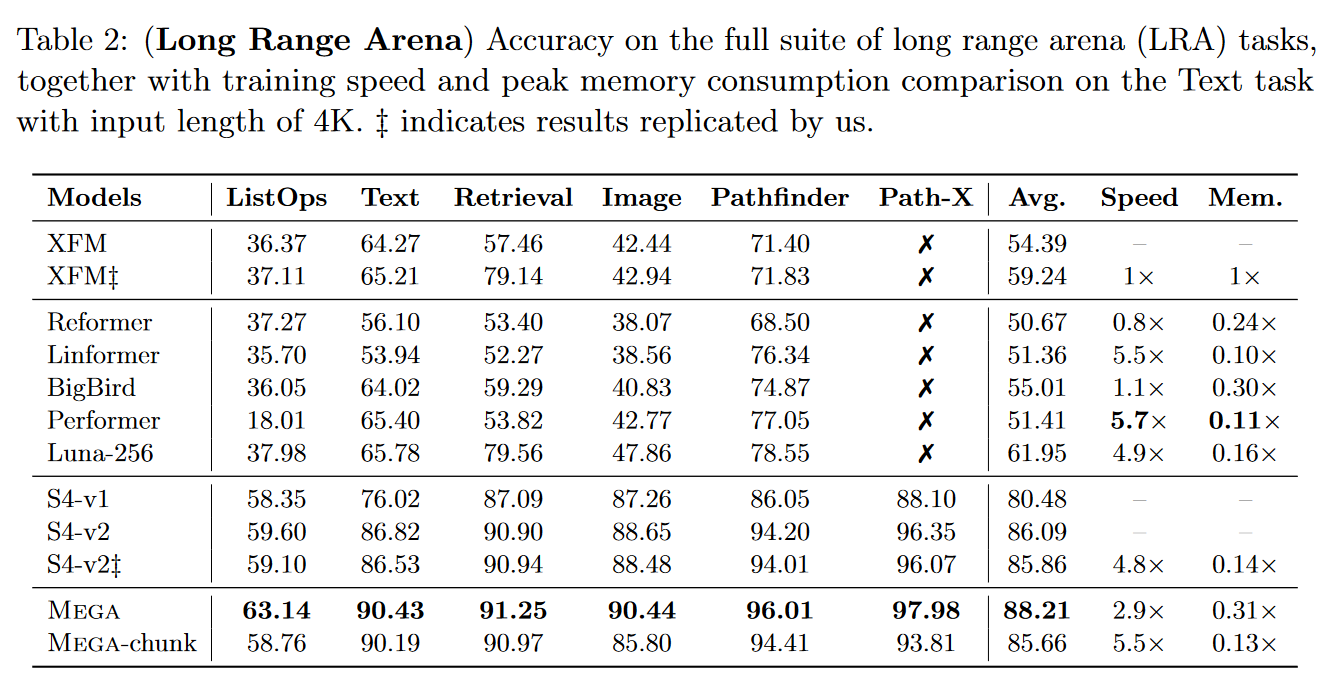 Table 2: (Long Range Arena) Accuracy on the full suite of long range arena (LRA) tasks,
together with training speed and peak memory consumption comparison on the Text task
with input length of 4K. ‡ indicates results replicated by us.
Models ListOps Text Retrieval Image Pathfinder Path-X Avg. Speed Mem.
XFM 36.37 64.27 57.46 42.44 71.40 ✗ 54.39 – –
XFM‡ 37.11 65.21 79.14 42.94 71.83 ✗ 59.24 1× 1×
Reformer 37.27 56.10 53.40 38.07 68.50 ✗ 50.67 0.8× 0.24×
Linformer 35.70 53.94 52.27 38.56 76.34 ✗ 51.36 5.5× 0.10×
BigBird 36.05 64.02 59.29 40.83 74.87 ✗ 55.01 1.1× 0.30×
Performer 18.01 65.40 53.82 42.77 77.05 ✗ 51.41 5.7× 0.11×
Luna-256 37.98 65.78 79.56 47.86 78.55 ✗ 61.95 4.9× 0.16×
S4-v1 58.35 76.02 87.09 87.26 86.05 88.10 80.48 – –
S4-v2 59.60 86.82 90.90 88.65 94.20 96.35 86.09 – –
S4-v2‡ 59.10 86.53 90.94 88.48 94.01 96.07 85.86 4.8× 0.14×
MEGA 63.14 90.43 91.25 90.44 96.01 97.98 88.21 2.9× 0.31×
MEGA-chunk 58.76 90.19 90.97 85.80 94.41 93.81 85.66 5.5× 0.13×